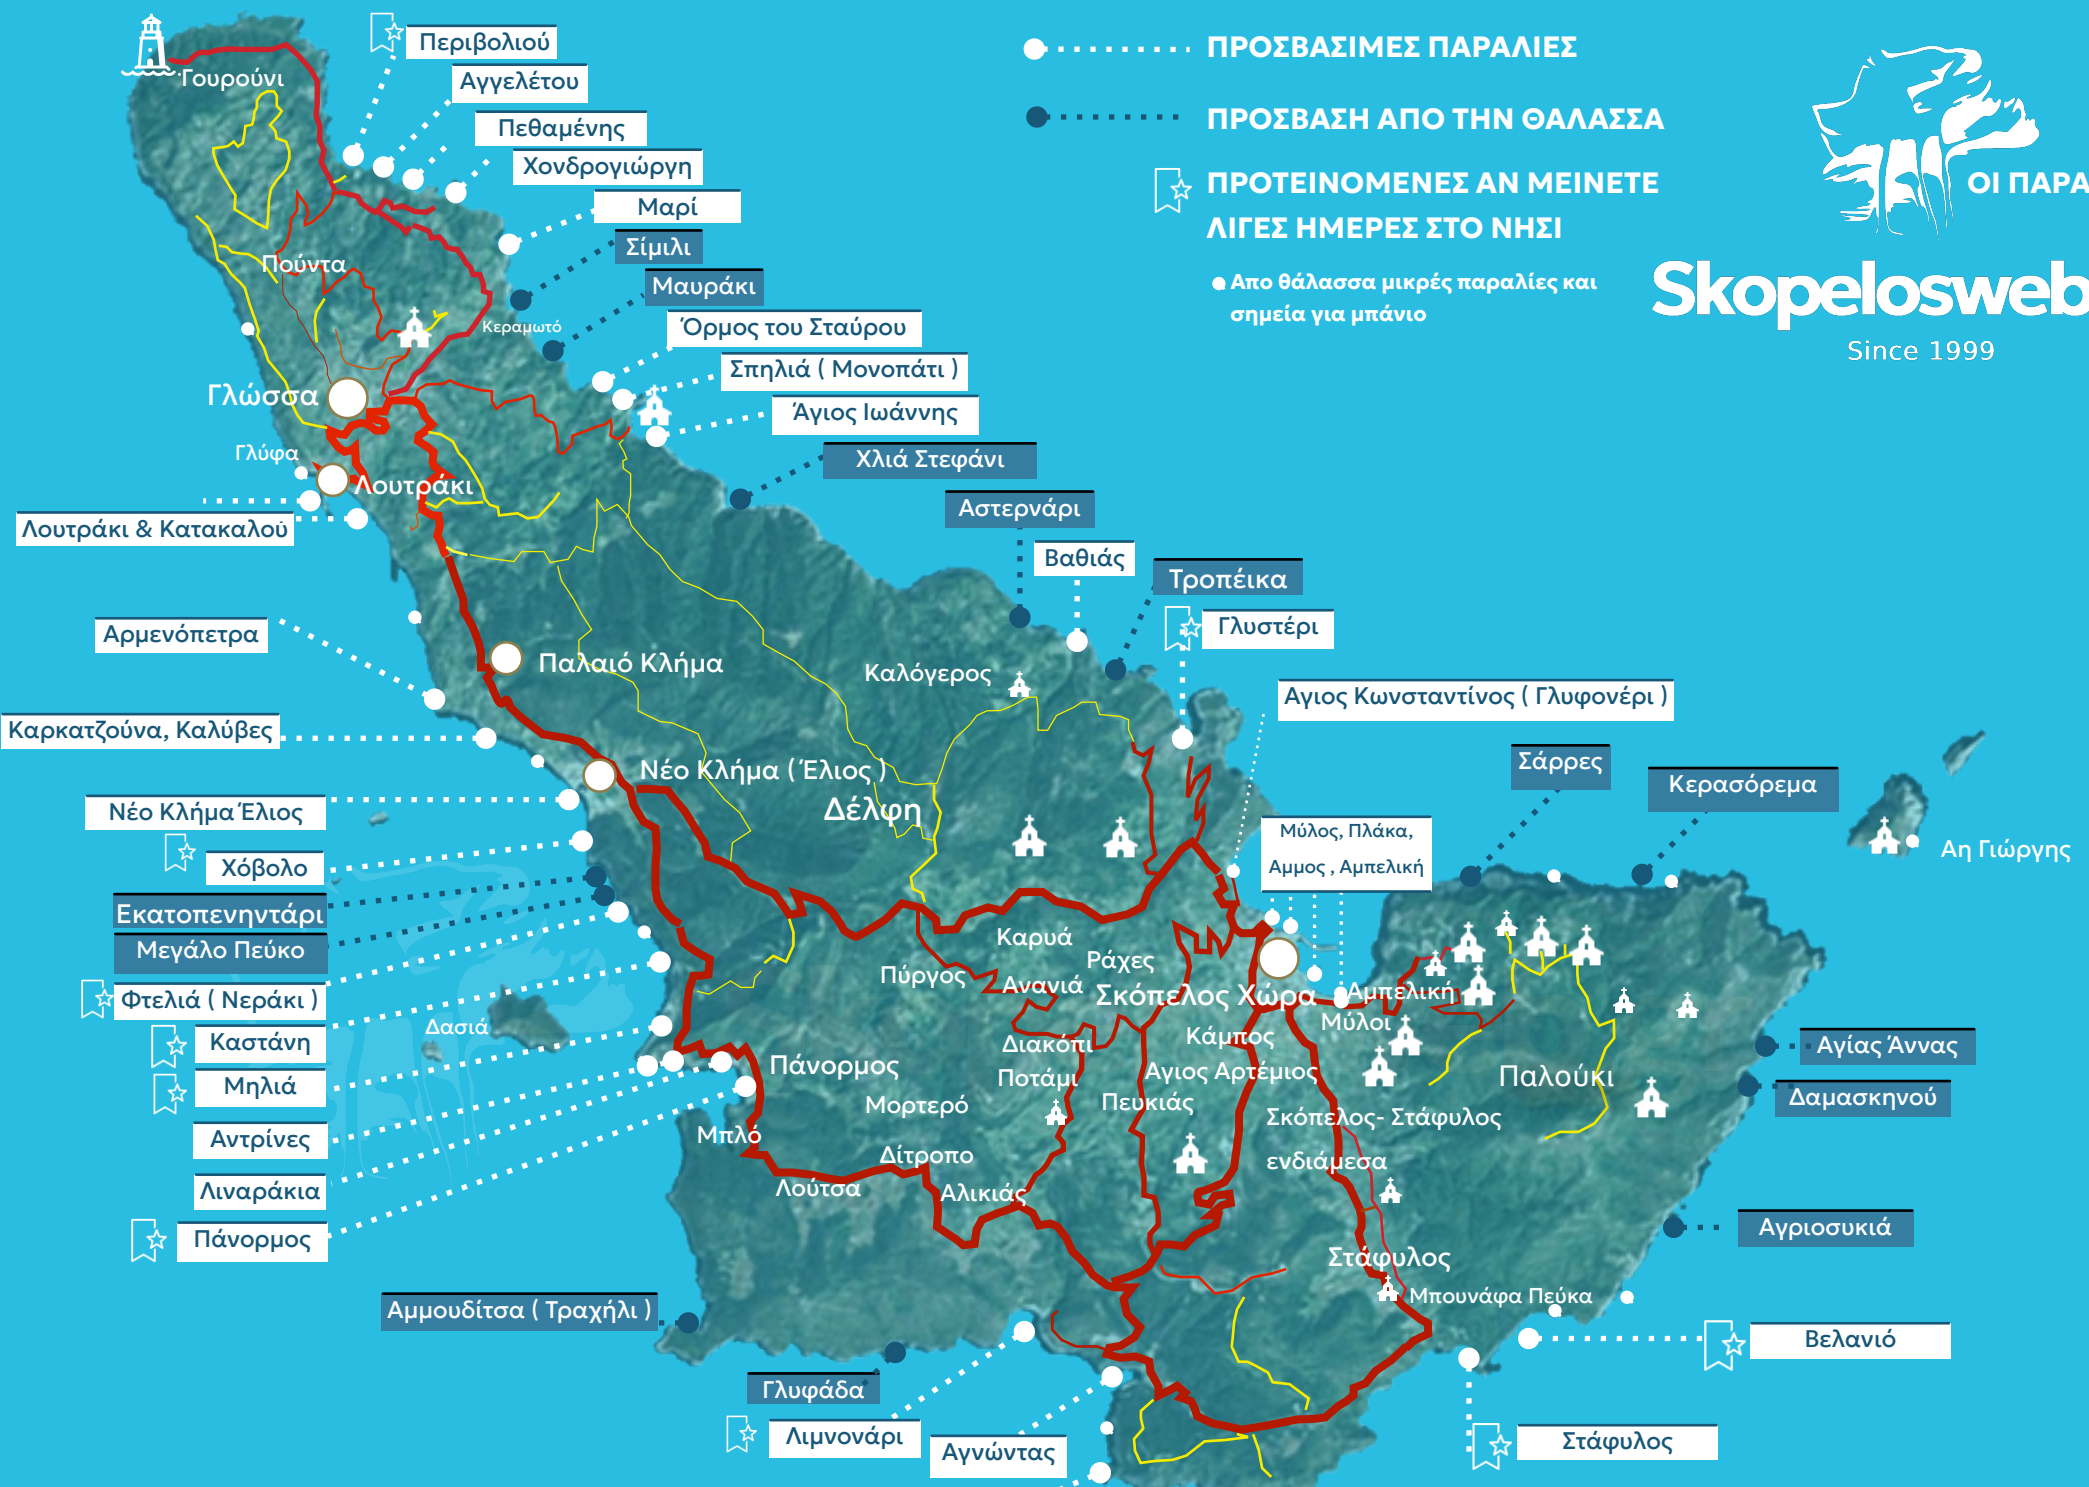 Περιβολιού
Αγγελέτου
Πεθαμένης
Χονδρογιώργη
Μαρί
Σίμιλι
Μαυράκι
Όρμος του Σταύρου
Σπηλιά ( Μονοπάτι )
Άγιος Ιωάννης
Χλιά Στεφάνι
Αστερνάρι
Βαθιάς
Τροπέικα
Γλυστέρι
Αγιος Κωνσταντίνος ( Γλυφονέρι )
Μύλος, Πλάκα,
Αμμος , Αμπελική
Σάρρες
Κερασόρεμα
Αη Γιώργης
ΠΡΟΣΒΑΣΙΜΕΣ ΠΑΡΑΛΙΕΣ
ΠΡΟΣΒΑΣΗ ΑΠΟ ΤΗΝ ΘΑΛΑΣΣΑ
ΠΡΟΤΕΙΝΟΜΕΝΕΣ ΑΝ ΜΕΙΝΕΤΕ
ΛΙΓΕΣ ΗΜΕΡΕΣ ΣΤΟ ΝΗΣΙ
Απο θάλασσα μικρές παραλίες και
σημεία για μπάνιο
ΟΙ ΠΑΡΑ
Skopelosweb
Since 1999
Γουρούνι
Πούντα
Κεραμωτό
Γλώσσα
Γλύφα
Λουτράκι
Λουτράκι & Κατακαλού
Αρμενόπετρα
Παλαιό Κλήμα
Καρκατζούνα, Καλύβες
Νέο Κλήμα ( Έλιος )
Δέλφη
Καλόγερος
Νέο Κλήμα Έλιος
Χόβολο
Εκατοπενηντάρι
Μεγάλο Πεύκο
Φτελιά ( Νεράκι )
Καστάνη
Μηλιά
Αντρίνες
Λιναράκια
Πάνορμος
Δασιά
Καρυά
Ράχες
Πύργος
Ανανιά
Σκόπελος Χώρα
Αμπελική
Μύλοι
Κάμπος
Διακόπι
Ποτάμι
Αγιος Αρτέμιος
Πευκιάς
Πάνορμος
Μορτερό
Μπλό
Δίτροπο
Λούτσα
Αλικιάς
Σκόπελος- Στάφυλος
ενδιάμεσα
Παλούκι
Στάφυλος
Μπουνάφα Πεύκα
Αγίας Άννας
Δαμασκηνού
Αγριοσυκιά
Βελανιό
Στάφυλος
Αμμουδίτσα ( Τραχήλι )
Γλυφάδα
Λιμνονάρι
Αγνώντας